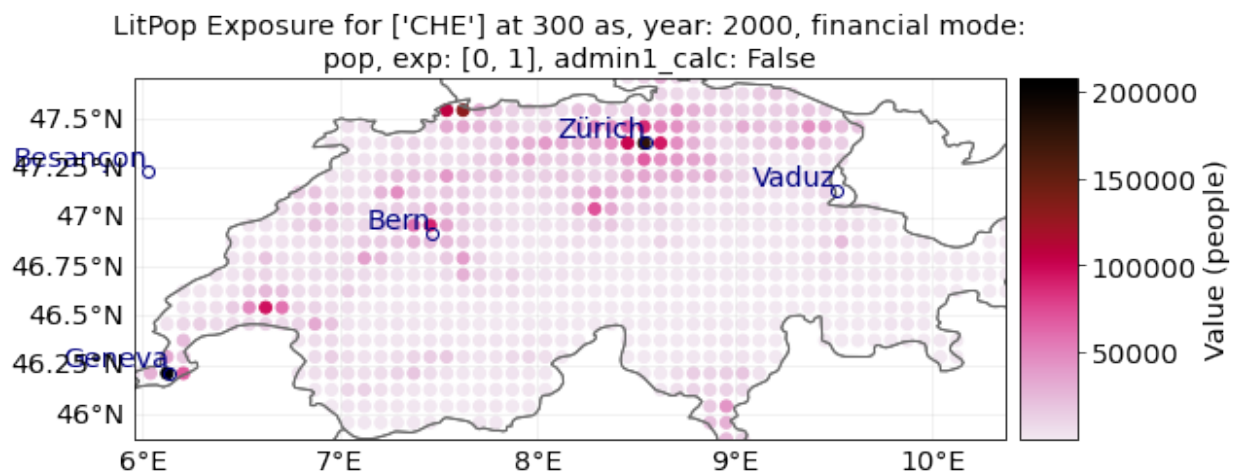 LitPop Exposure for ['CHE'] at 300 as, year: 2000, financial mode:
pop, exp: [0, 1], admin1_calc: False
47.5°N
47.25°N
47°N
46.75°N
46.5°N
46.25°N
46°N
Besançon
Zürich
Vaduz
Bern
Geneva
6°E
7°E
8°E
9°E
10°E
200000
150000
100000
50000
Value (people)